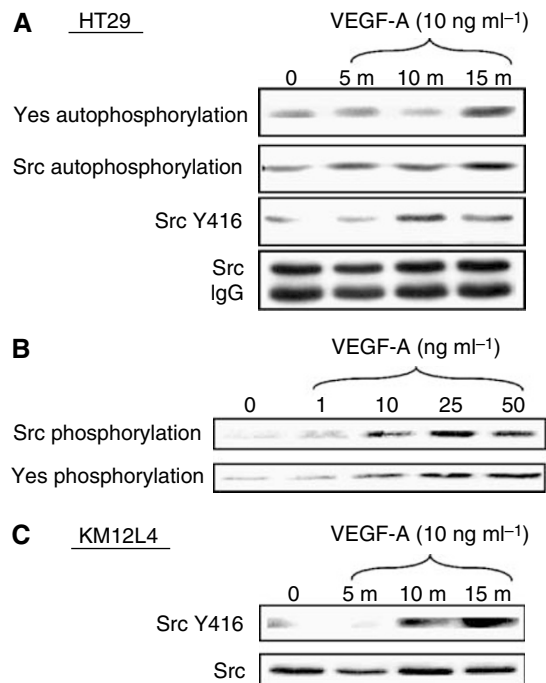 A HT29 VEGF-A (10 ng ml⁻¹)
0 5 m 10 m 15 m
Yes autophosphorylation
Src autophosphorylation
Src Y416
Src
IgG
B VEGF-A (ng ml⁻¹)
0 1 10 25 50
Src phosphorylation
Yes phosphorylation
C KM12L4 VEGF-A (10 ng ml⁻¹)
0 5 m 10 m 15 m
Src Y416
Src